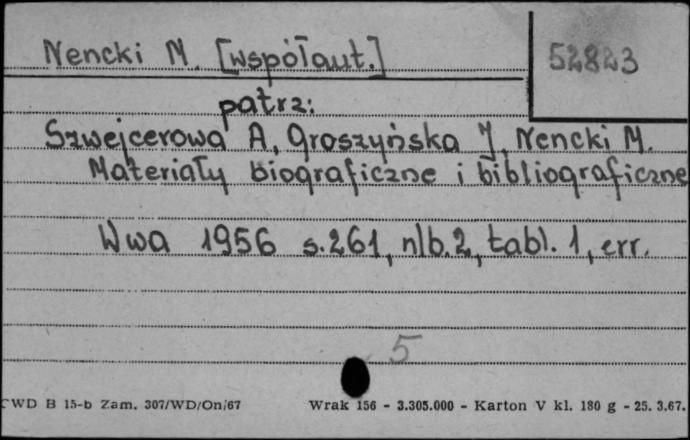 Nencki M. [współaut.]
52823
patrz:
Szwejcerowa A, Groszyńska J, Nencki M.
Materiały biograficzne i bibliograficzne
W wa 1956 s. 261, nlb. 2, tabl. 1, err.
5
CWD B 15-b Zam. 307/WD/On/67 Wrak 156 - 3.305.000 - Karton V kl. 180 g - 25. 3.67.